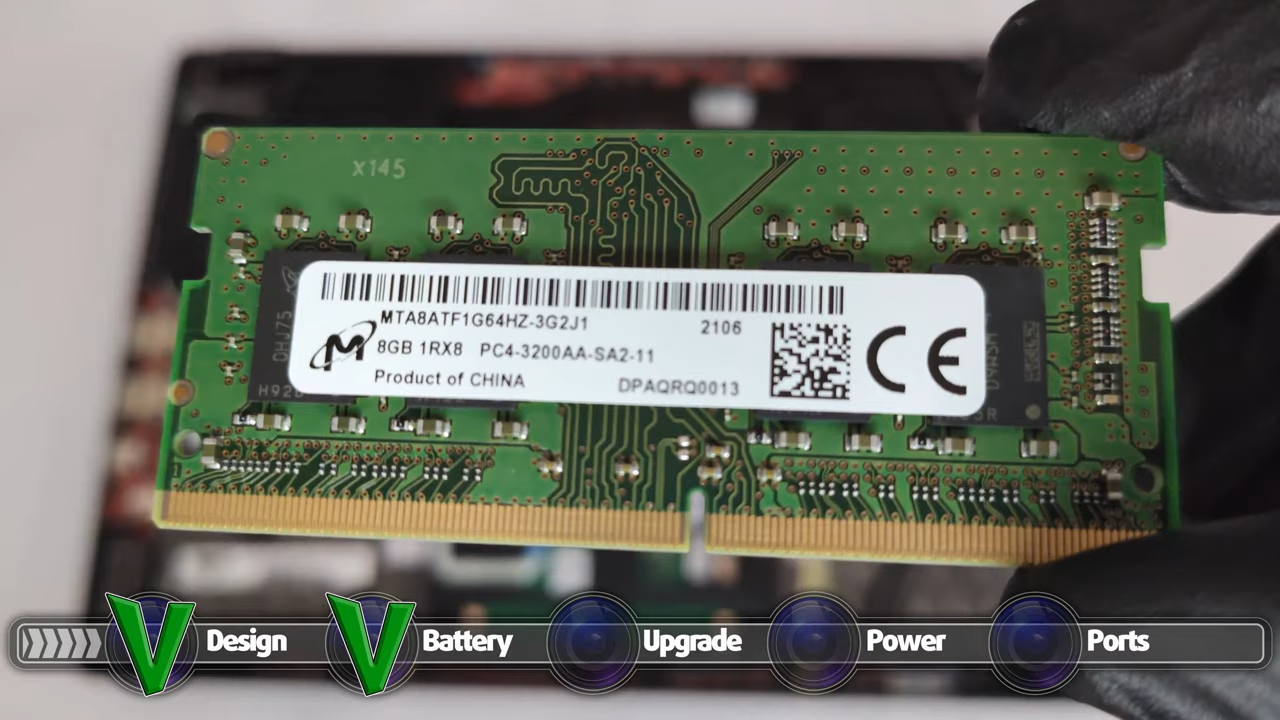 X145
MTA8ATF1G64HZ-3G2J1 2106
8GB 1RX8 PC4-3200AA-SA2-11
Product of CHINA DPAQRQ0013
CE
DHJ75
Design Battery Upgrade Power Ports